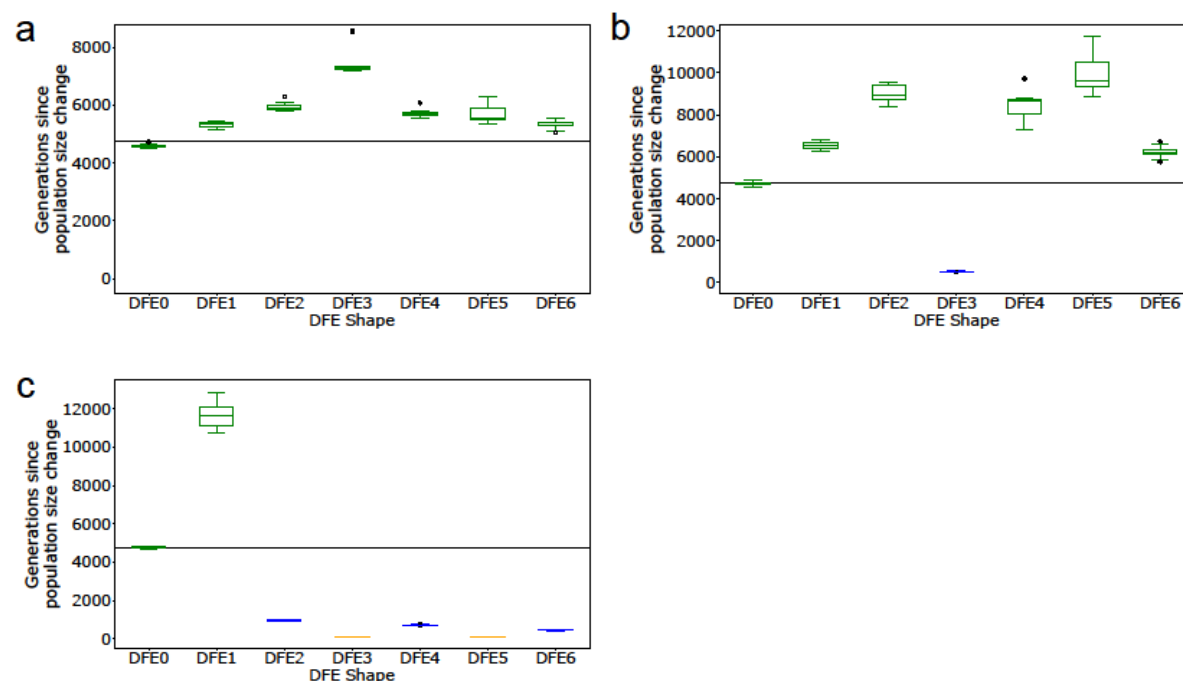 a
Generations since
population size change
8000
6000
4000
2000
0
DFE0 DFE1 DFE2 DFE3 DFE4 DFE5 DFE6
DFE Shape
b
Generations since
population size change
12000
10000
8000
6000
4000
2000
0
DFE0 DFE1 DFE2 DFE3 DFE4 DFE5 DFE6
DFE Shape
c
Generations since
population size change
12000
10000
8000
6000
4000
2000
0
DFE0 DFE1 DFE2 DFE3 DFE4 DFE5 DFE6
DFE Shape